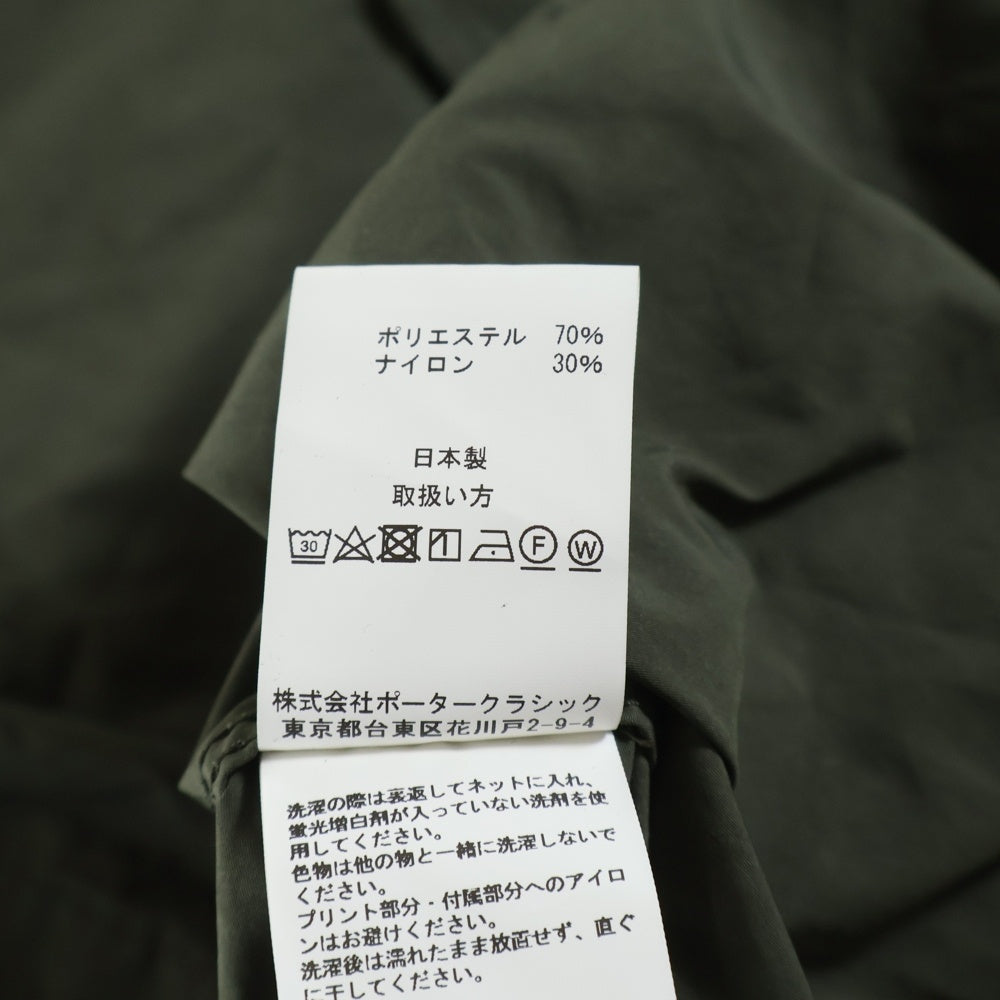 ポリエステル 70%
ナイロン 30%
日本製
取扱い方
30
F
W
株式会社ポータークラシック
東京都台東区花川戸2-9-4
洗濯の際は裏返してネットに入れ、
蛍光増白剤が入っていない洗剤を使
用してください。
色物は他の物と一緒に洗濯しないで
ください。
プリント部分・付属部分へのアイロ
ンはお避けください。
洗濯後は濡れたまま放置せず、直ぐ
に干してください。